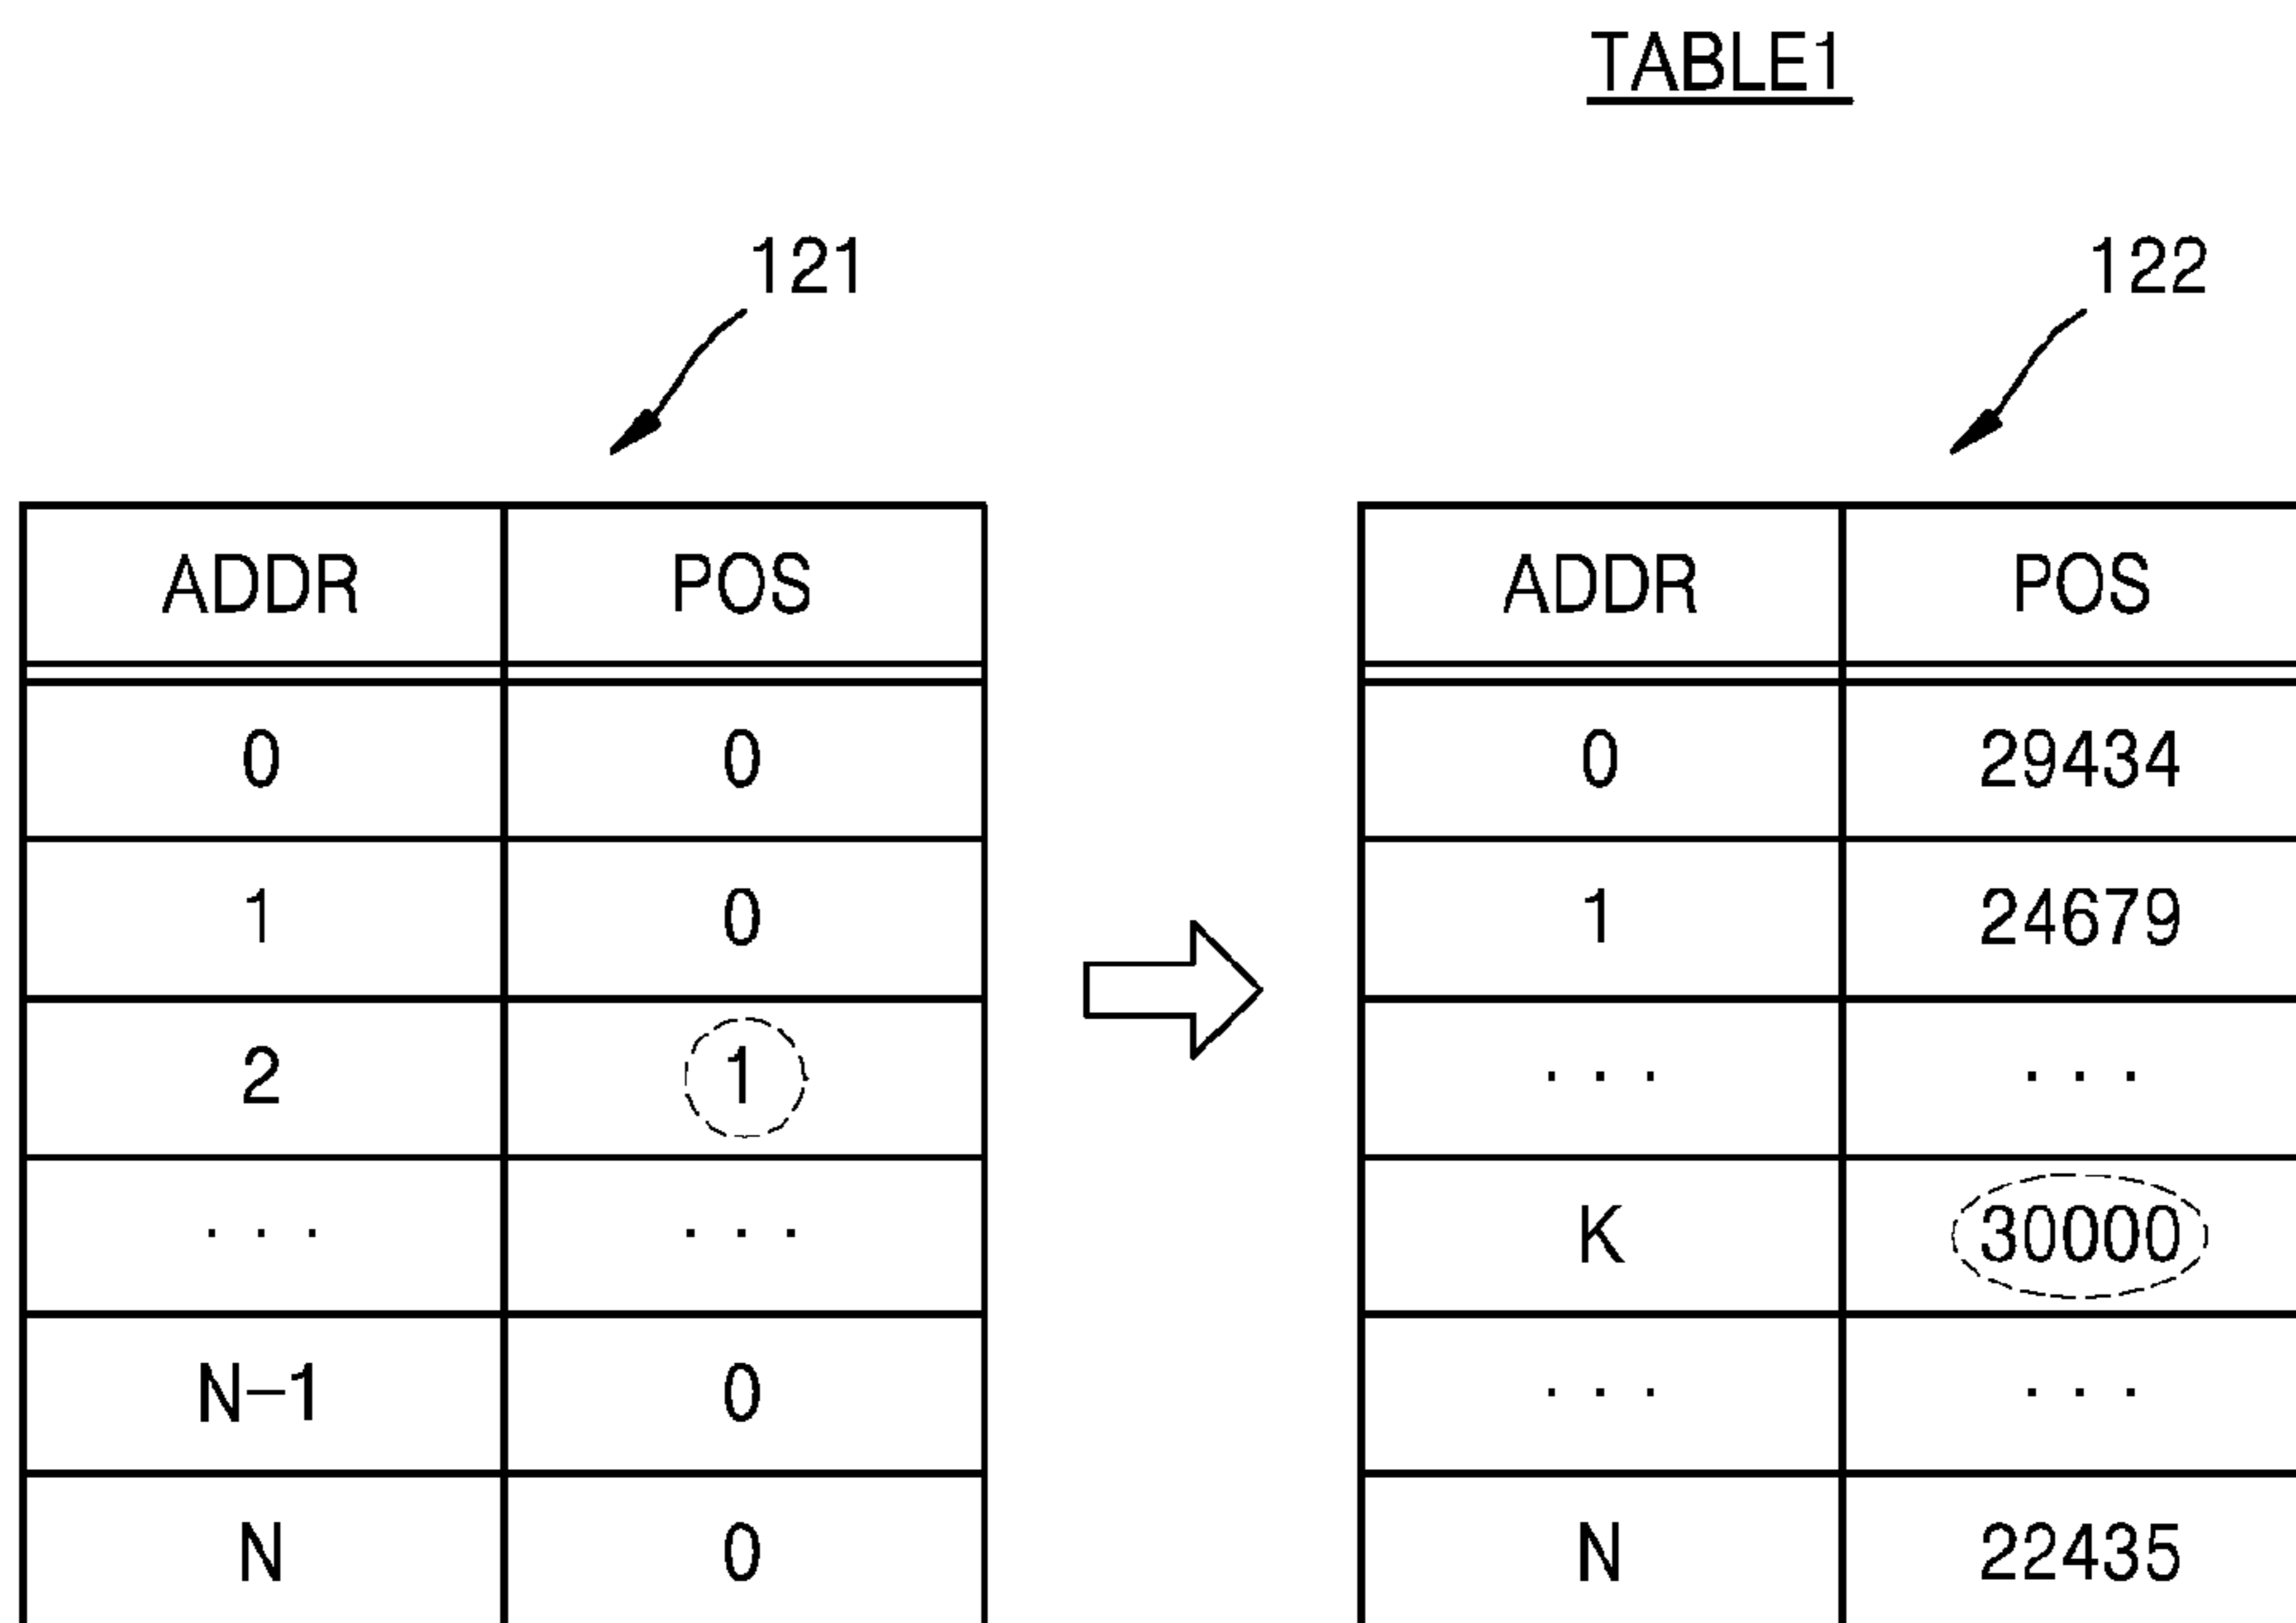 TABLE1
121
122
ADDR POS
0 0
1 0
2 1
... ...
N-1 0
N 0
ADDR POS
0 29434
1 24679
... ...
K 30000
... ...
N 22435